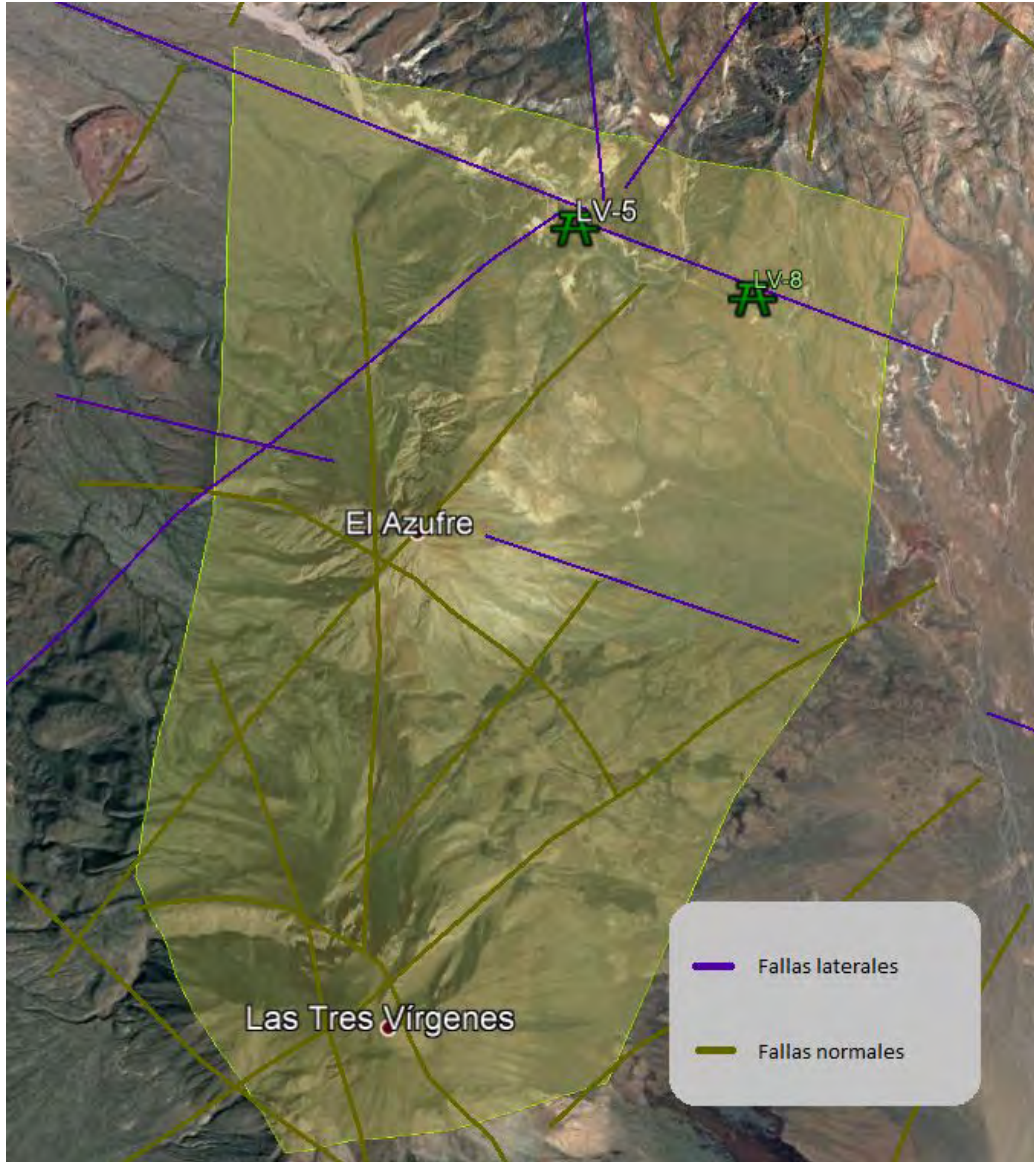 LV-5
LV-8
El Azufre
Las Tres Vírgenes
Fallas laterales
Fallas normales